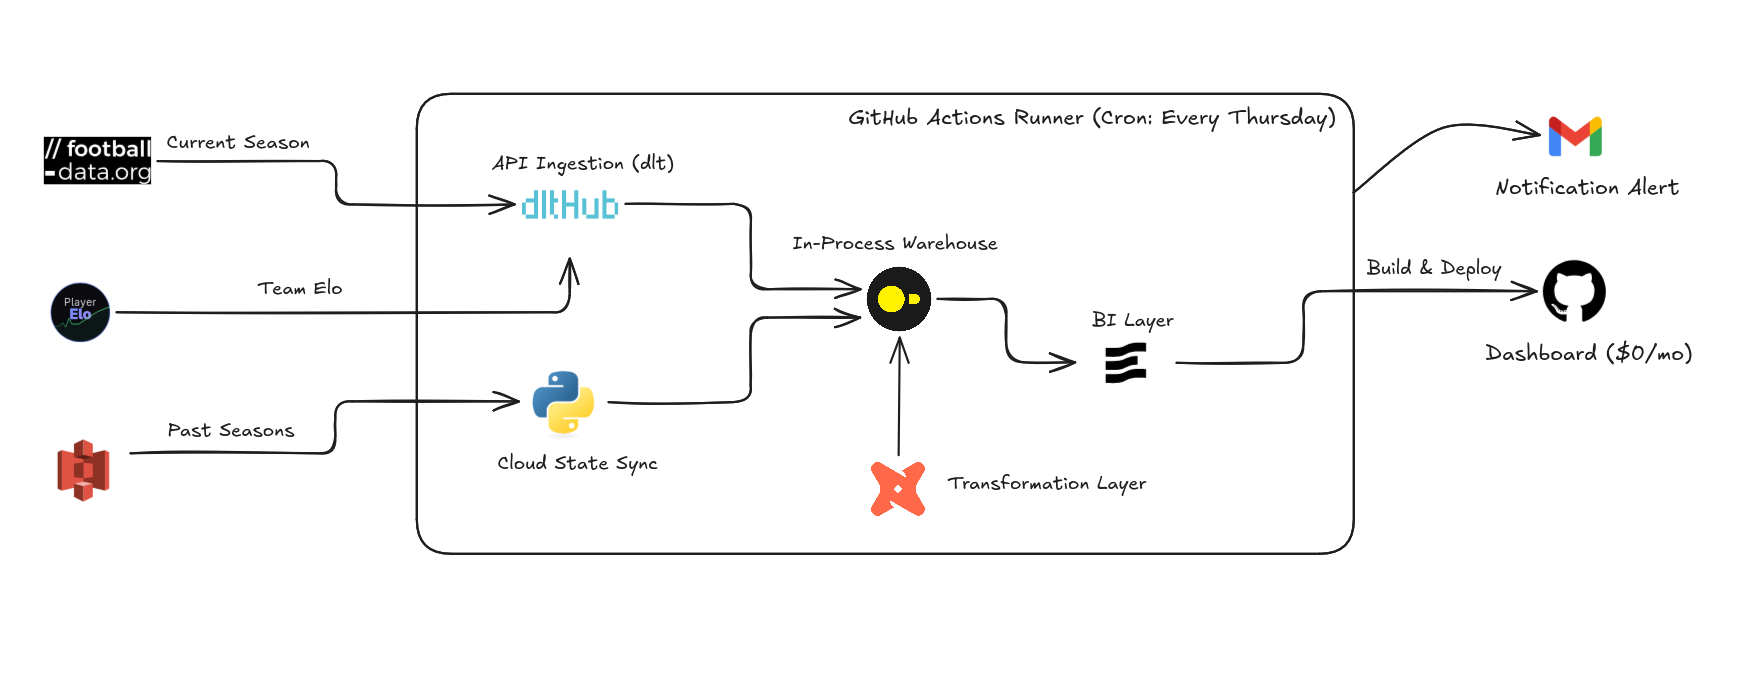 GitHub Actions Runner (Cron: Every Thursday)
// football
-data.org
Current Season
API Ingestion (dlt)
dltHub
Notification Alert
In-Process Warehouse
Build & Deploy
Team Elo
Player
Elo
BI Layer
Dashboard ($0/mo)
Past Seasons
Cloud State Sync
Transformation Layer